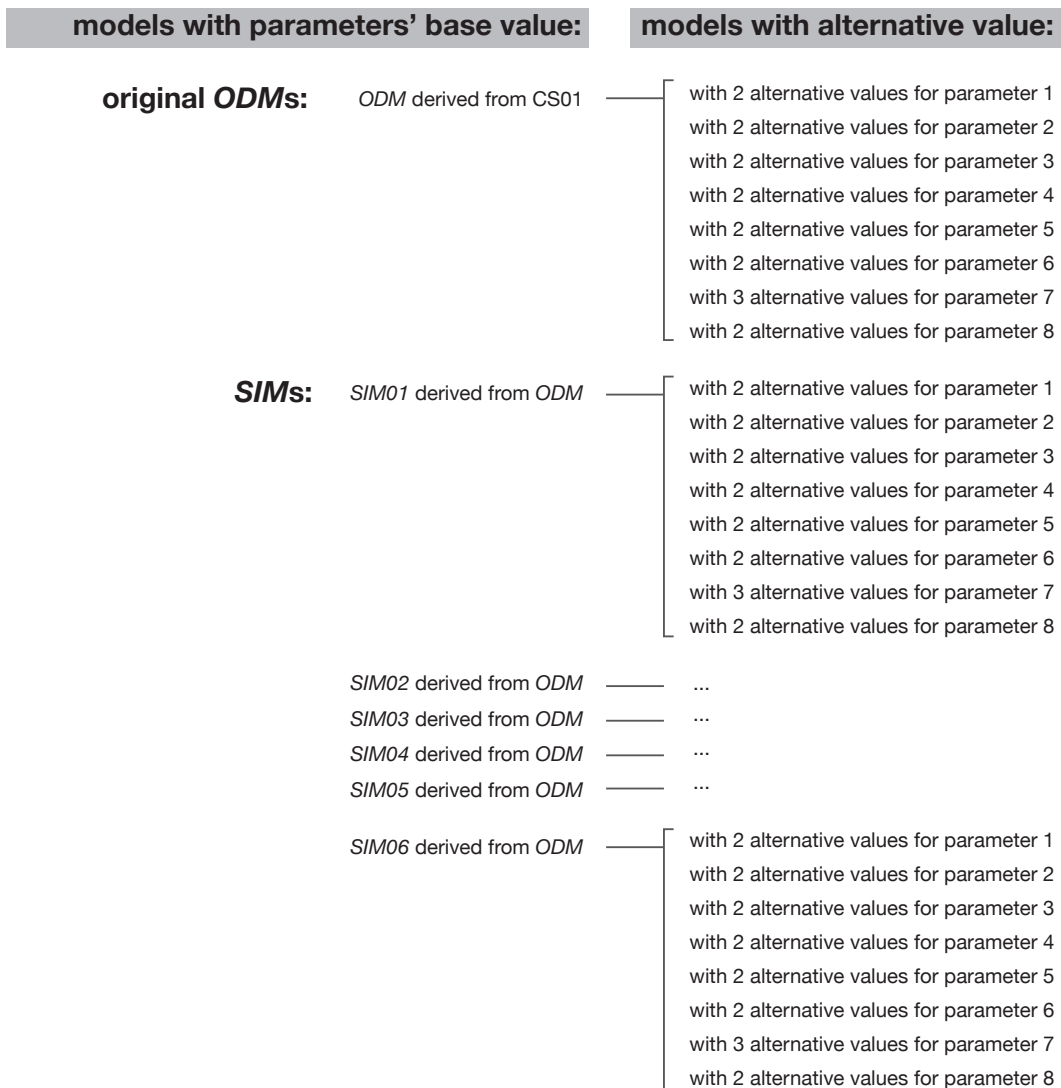 models with parameters’ base value: models with alternative value:
original ODMs: ODM derived from CS01 with 2 alternative values for parameter 1
with 2 alternative values for parameter 2
with 2 alternative values for parameter 3
with 2 alternative values for parameter 4
with 2 alternative values for parameter 5
with 2 alternative values for parameter 6
with 3 alternative values for parameter 7
with 2 alternative values for parameter 8
SIMs: SIM01 derived from ODM with 2 alternative values for parameter 1
with 2 alternative values for parameter 2
with 2 alternative values for parameter 3
with 2 alternative values for parameter 4
with 2 alternative values for parameter 5
with 2 alternative values for parameter 6
with 3 alternative values for parameter 7
with 2 alternative values for parameter 8
SIM02 derived from ODM ...
SIM03 derived from ODM ...
SIM04 derived from ODM ...
SIM05 derived from ODM ...
SIM06 derived from ODM with 2 alternative values for parameter 1
with 2 alternative values for parameter 2
with 2 alternative values for parameter 3
with 2 alternative values for parameter 4
with 2 alternative values for parameter 5
with 2 alternative values for parameter 6
with 3 alternative values for parameter 7
with 2 alternative values for parameter 8